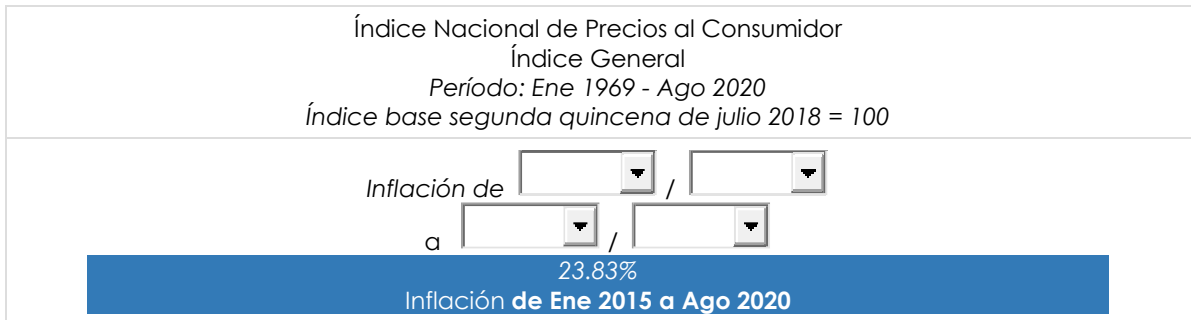 Índice Nacional de Precios al Consumidor
Índice General
Período: Ene 1969 - Ago 2020
Índice base segunda quincena de julio 2018 = 100
Inflación de / 
a /
23.83%
Inflación de Ene 2015 a Ago 2020